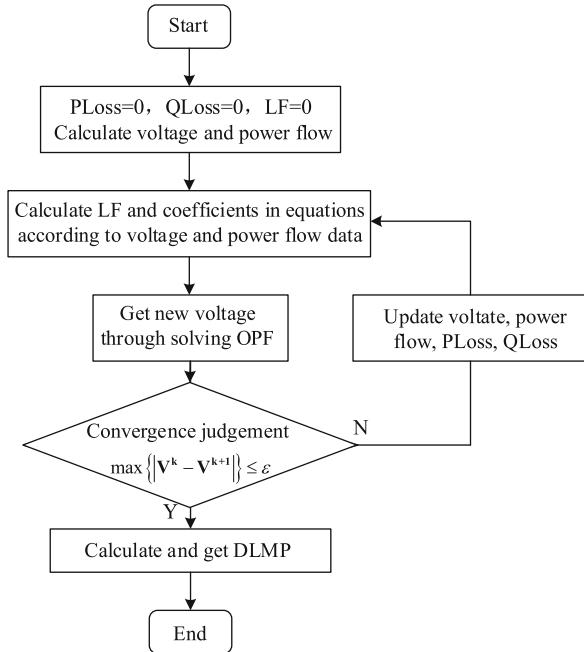 Start
PLoss=0，QLoss=0，LF=0
Calculate voltage and power flow
Calculate LF and coefficients in equations
according to voltage and power flow data
Get new voltage
through solving OPF
Update voltate, power
flow, PLoss, QLoss
Convergence judgement
max{|V^k − V^{k+1}|} ≤ ε
N
Y
Calculate and get DLMP
End